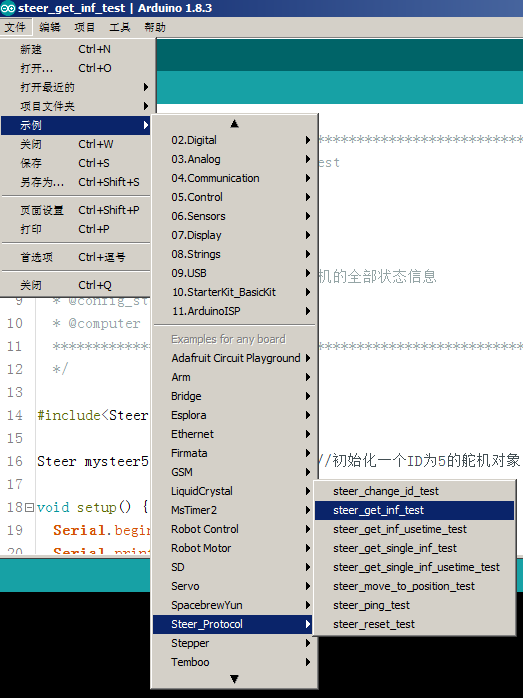 steer_get_inf_test | Arduino 1.8.3
文件 编辑 项目 工具 帮助
新建 Ctrl+N
打开... Ctrl+O
打开最近的
项目文件夹
示例
关闭 Ctrl+W
保存 Ctrl+S
另存为... Ctrl+Shift+S
页面设置 Ctrl+Shift+P
打印 Ctrl+P
首选项 Ctrl+逗号
关闭 Ctrl+Q
02.Digital
03.Analog
04.Communication
05.Control
06.Sensors
07.Display
08.Strings
09.USB
10.StarterKit_BasicKit
11.ArduinoISP
Examples for any board
Adafruit Circuit Playground
Arm
Bridge
Esplora
Ethernet
Firmata
GSM
LiquidCrystal
MsTimer2
Robot Control
Robot Motor
SD
Servo
SpacebrewYun
Steer_Protocol
Stepper
Temboo
steer_change_id_test
steer_get_inf_test
steer_get_inf_usetime_test
steer_get_single_inf_test
steer_get_single_inf_usetime_test
steer_move_to_position_test
steer_ping_test
steer_reset_test
******************************
est
机的全部状态信息
9 * @config_st
10 * @computer
11 *************
12 */
13
14 #include<Steer
15
16 Steer mysteer5 //初始化一个ID为5的舵机对象
17
18 void setup() {
19 Serial.begin
20 Serial.print